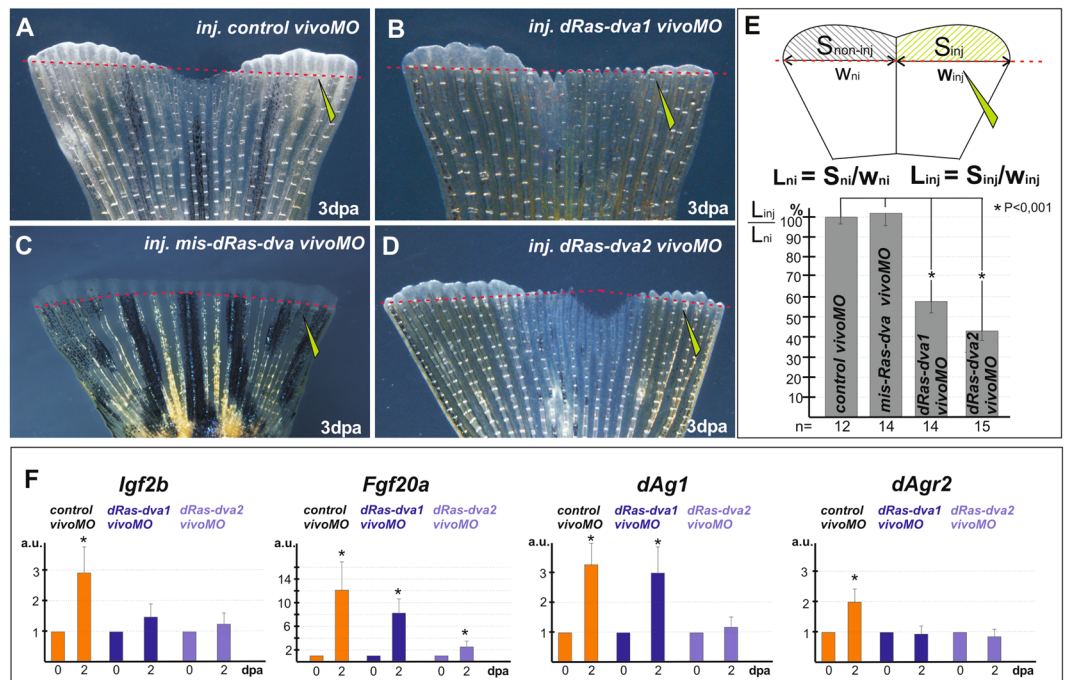 A
inj. control vivoMO
3dpa
B
inj. dRas-dva1 vivoMO
3dpa
C
inj. mis-dRas-dva vivoMO
3dpa
D
inj. dRas-dva2 vivoMO
3dpa
E
Snon-inj
Sinj
wni
winj
Lni = Sni/wni
Linj = Sinj/winj
Linj
Lni
%
* P<0,001
100
90
80
70
60
50
40
30
20
10
*
*
control vivoMO
mis-Ras-dva vivoMO
dRas-dva1
vivoMO
dRas-dva2
vivoMO
n= 12 14 14 15
F
Igf2b
control
vivoMO
dRas-dva1
vivoMO
dRas-dva2
vivoMO
a.u.
*
3
2
1
0 2 0 2 0 2 dpa
Fgf20a
control
vivoMO
dRas-dva1
vivoMO
dRas-dva2
vivoMO
a.u.
* * *
14
10
8
6
4
2
0 2 0 2 0 2 dpa
dAg1
control
vivoMO
dRas-dva1
vivoMO
dRas-dva2
vivoMO
a.u.
* *
3
2
1
0 2 0 2 0 2 dpa
dAgr2
control
vivoMO
dRas-dva1
vivoMO
dRas-dva2
vivoMO
a.u.
*
3
2
1
0 2 0 2 0 2 dpa